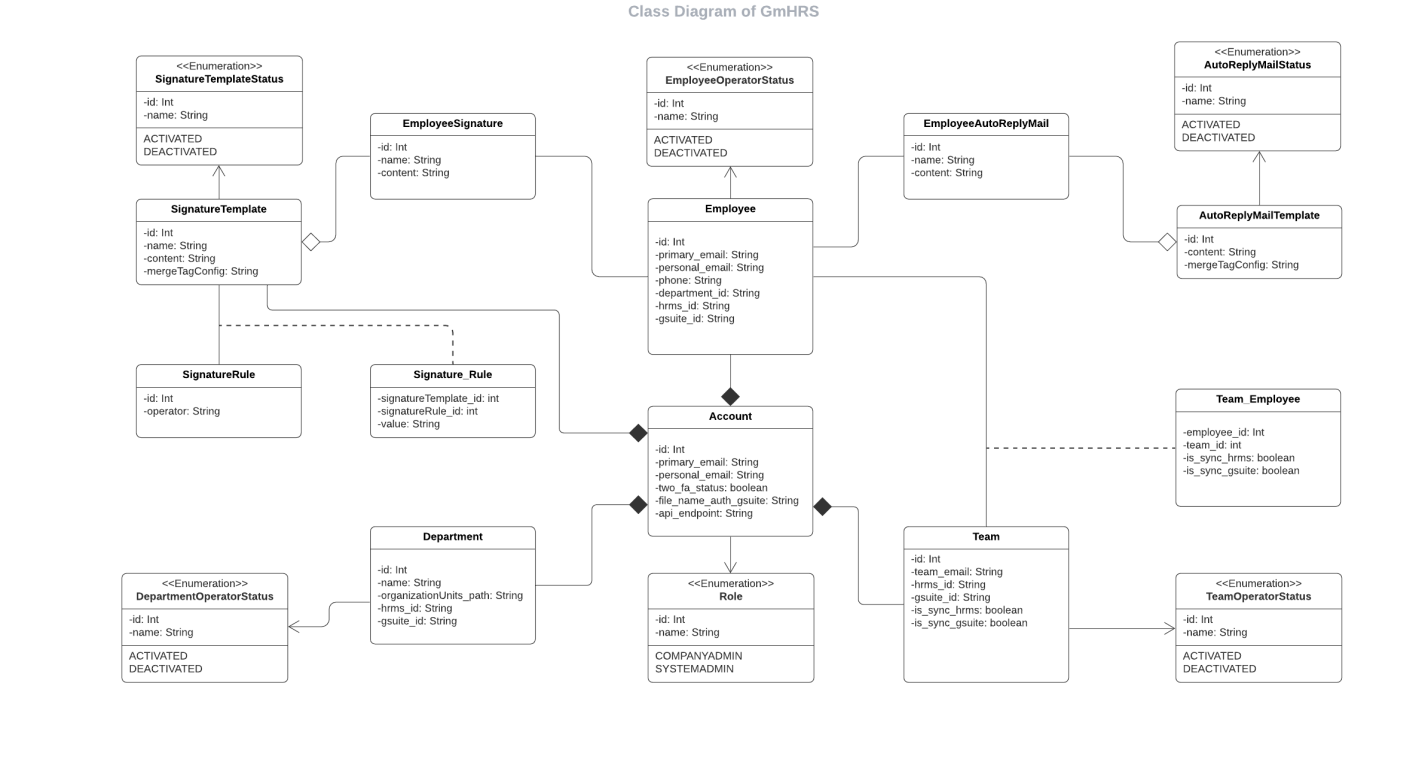 Class Diagram of GmHRS
<<Enumeration>>
SignatureTemplateStatus
-id: Int
-name: String
ACTIVATED
DEACTIVATED
EmployeeSignature
-id: Int
-name: String
-content: String
<<Enumeration>>
EmployeeOperatorStatus
-id: Int
-name: String
ACTIVATED
DEACTIVATED
EmployeeAutoReplyMail
-id: Int
-name: String
-content: String
<<Enumeration>>
AutoReplyMailStatus
-id: Int
-name: String
ACTIVATED
DEACTIVATED
SignatureTemplate
-id: Int
-name: String
-content: String
-mergeTagConfig: String
Employee
-id: Int
-primary_email: String
-personal_email: String
-phone: String
-department_id: String
-hrms_id: String
-gsuite_id: String
AutoReplyMailTemplate
-id: Int
-content: String
-mergeTagConfig: String
SignatureRule
-id: Int
-operator: String
Signature_Rule
-signatureTemplate_id: int
-signatureRule_id: int
-value: String
Account
-id: Int
-primary_email: String
-personal_email: String
-two_fa_status: boolean
-file_name_auth_gsuite: String
-api_endpoint: String
Team_Employee
-employee_id: Int
-team_id: int
-is_sync_hrms: boolean
-is_sync_gsuite: boolean
Department
-id: Int
-name: String
-organizationUnits_path: String
-hrms_id: String
-gsuite_id: String
Team
-id: Int
-team_email: String
-hrms_id: String
-gsuite_id: String
-is_sync_hrms: boolean
-is_sync_gsuite: boolean
<<Enumeration>>
DepartmentOperatorStatus
-id: Int
-name: String
ACTIVATED
DEACTIVATED
<<Enumeration>>
Role
-id: Int
-name: String
COMPANYADMIN
SYSTEMADMIN
<<Enumeration>>
TeamOperatorStatus
-id: Int
-name: String
ACTIVATED
DEACTIVATED